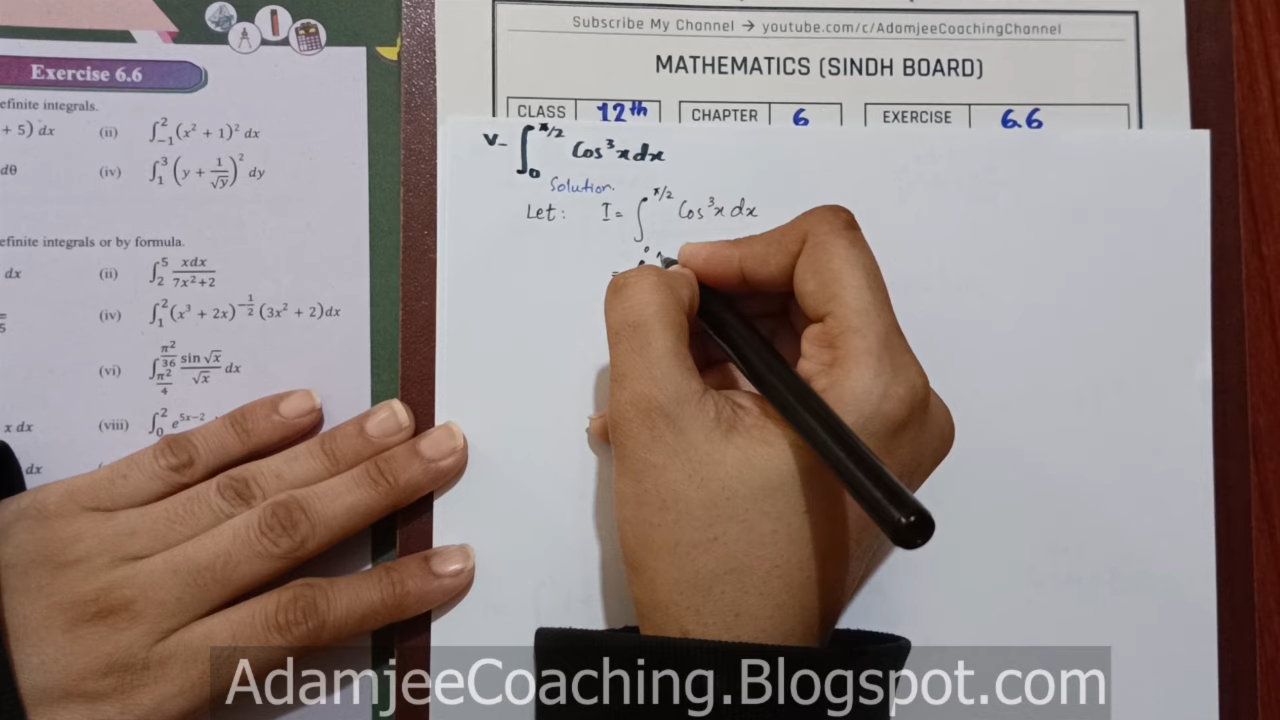 Exercise 6.6
efinite integrals.
+ 5) dx (ii) ∫₋₁² (x² + 1)² dx
dθ (iv) ∫₁³ (y + 1/√y)² dy
efinite integrals or by formula.
dx (ii) ∫₂⁵ xdx/7x²+2
(iv) ∫₁² (x³ + 2x)^(-1/2) (3x² + 2)dx
5
(vi) ∫_(π²/4)^(π²/36) sin √x/√x dx
x dx (viii) ∫₀² e^(5x−2)
dx
Subscribe My Channel → youtube.com/c/AdamjeeCoachingChannel
MATHEMATICS (SINDH BOARD)
CLASS 12th CHAPTER 6 EXERCISE 6.6
v- ∫₀^(π/2) Cos³x dx
Solution.
Let: I = ∫₀^(π/2) Cos³x dx
=
AdamjeeCoaching.Blogspot.com